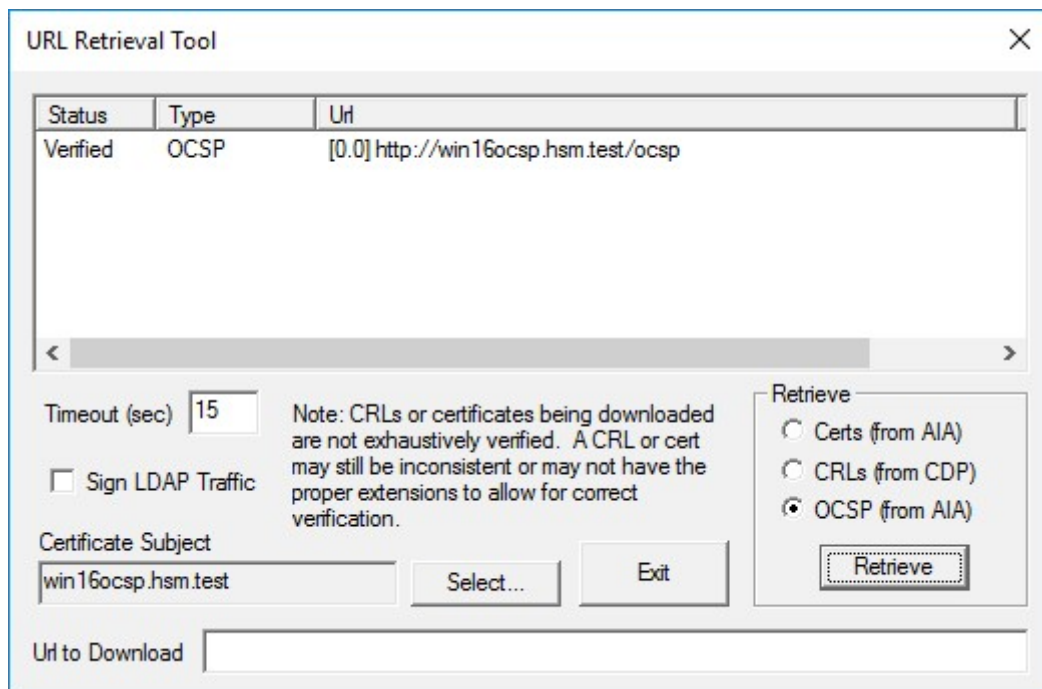 URL Retrieval Tool
Status Type Url
Verified OCSP [0.0] http://win16ocsp.hsm.test/ocsp
Timeout (sec) 15
Sign LDAP Traffic
Note: CRLs or certificates being downloaded
are not exhaustively verified. A CRL or cert
may still be inconsistent or may not have the
proper extensions to allow for correct
verification.
Retrieve
Certs (from AIA)
CRLs (from CDP)
OCSP (from AIA)
Retrieve
Certificate Subject
win16ocsp.hsm.test
Select...
Exit
Url to Download